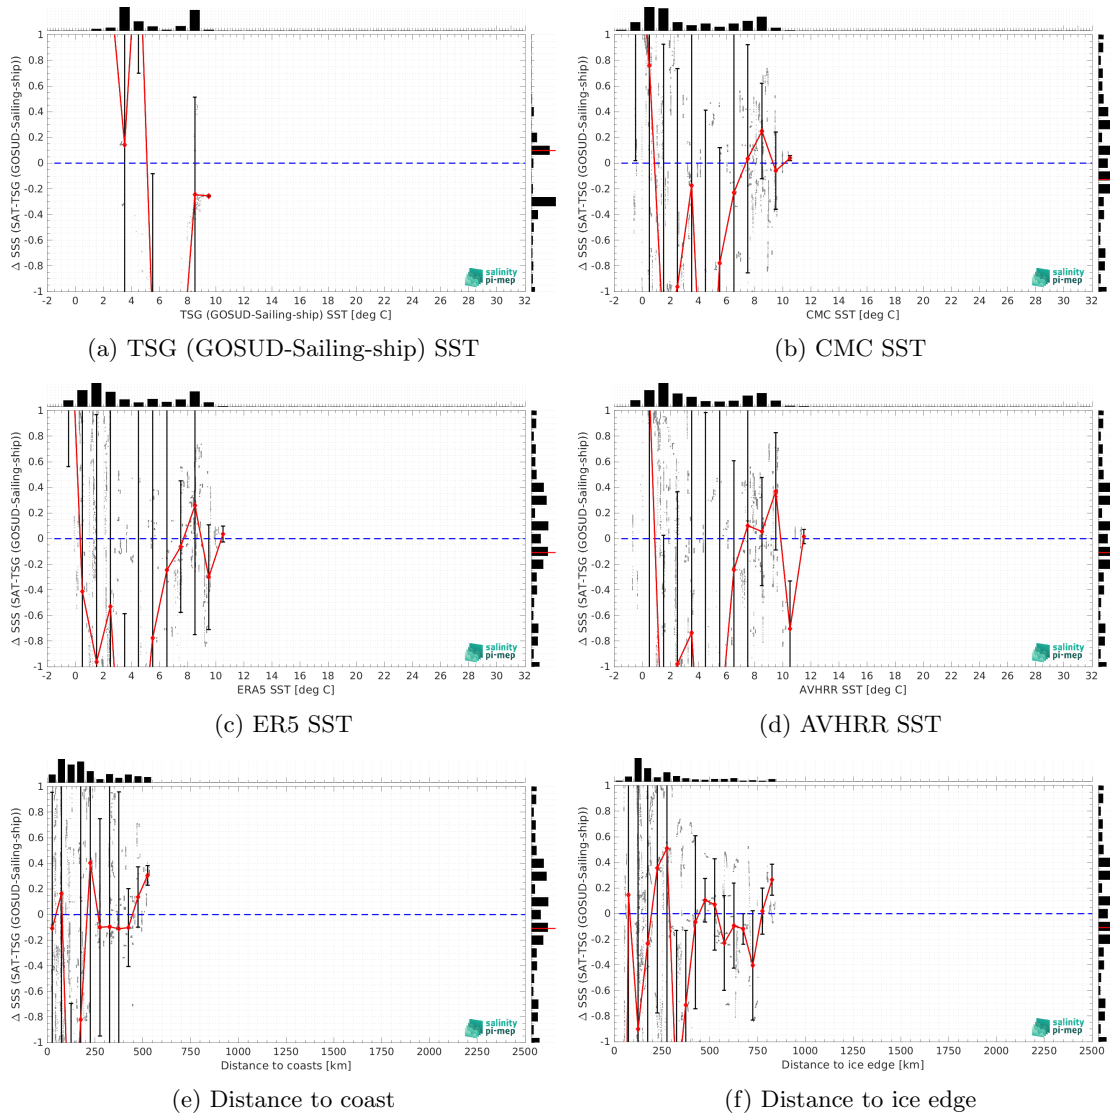 1
0.8
0.6
0.4
0.2
0
-0.2
-0.4
-0.6
-0.8
-1
Δ SSS (SAT-TSG (GOSUD-Sailing-ship))
-2 0 2 4 6 8 10 12 14 16 18 20 22 24 26 28 30 32
TSG (GOSUD-Sailing-ship) SST [deg C]
salinity
pi-mep
(a) TSG (GOSUD-Sailing-ship) SST
1
0.8
0.6
0.4
0.2
0
-0.2
-0.4
-0.6
-0.8
-1
Δ SSS (SAT-TSG (GOSUD-Sailing-ship))
-2 0 2 4 6 8 10 12 14 16 18 20 22 24 26 28 30 32
CMC SST [deg C]
salinity
pi-mep
(b) CMC SST
1
0.8
0.6
0.4
0.2
0
-0.2
-0.4
-0.6
-0.8
-1
Δ SSS (SAT-TSG (GOSUD-Sailing-ship))
-2 0 2 4 6 8 10 12 14 16 18 20 22 24 26 28 30 32
ERA5 SST [deg C]
salinity
pi-mep
(c) ER5 SST
1
0.8
0.6
0.4
0.2
0
-0.2
-0.4
-0.6
-0.8
-1
Δ SSS (SAT-TSG (GOSUD-Sailing-ship))
-2 0 2 4 6 8 10 12 14 16 18 20 22 24 26 28 30 32
AVHRR SST [deg C]
salinity
pi-mep
(d) AVHRR SST
1
0.8
0.6
0.4
0.2
0
-0.2
-0.4
-0.6
-0.8
-1
Δ SSS (SAT-TSG (GOSUD-Sailing-ship))
0 250 500 750 1000 1250 1500 1750 2000 2250 2500
Distance to coasts [km]
salinity
pi-mep
(e) Distance to coast
1
0.8
0.6
0.4
0.2
0
-0.2
-0.4
-0.6
-0.8
-1
Δ SSS (SAT-TSG (GOSUD-Sailing-ship))
0 250 500 750 1000 1250 1500 1750 2000 2250 2500
Distance to ice edge [km]
salinity
pi-mep
(f) Distance to ice edge